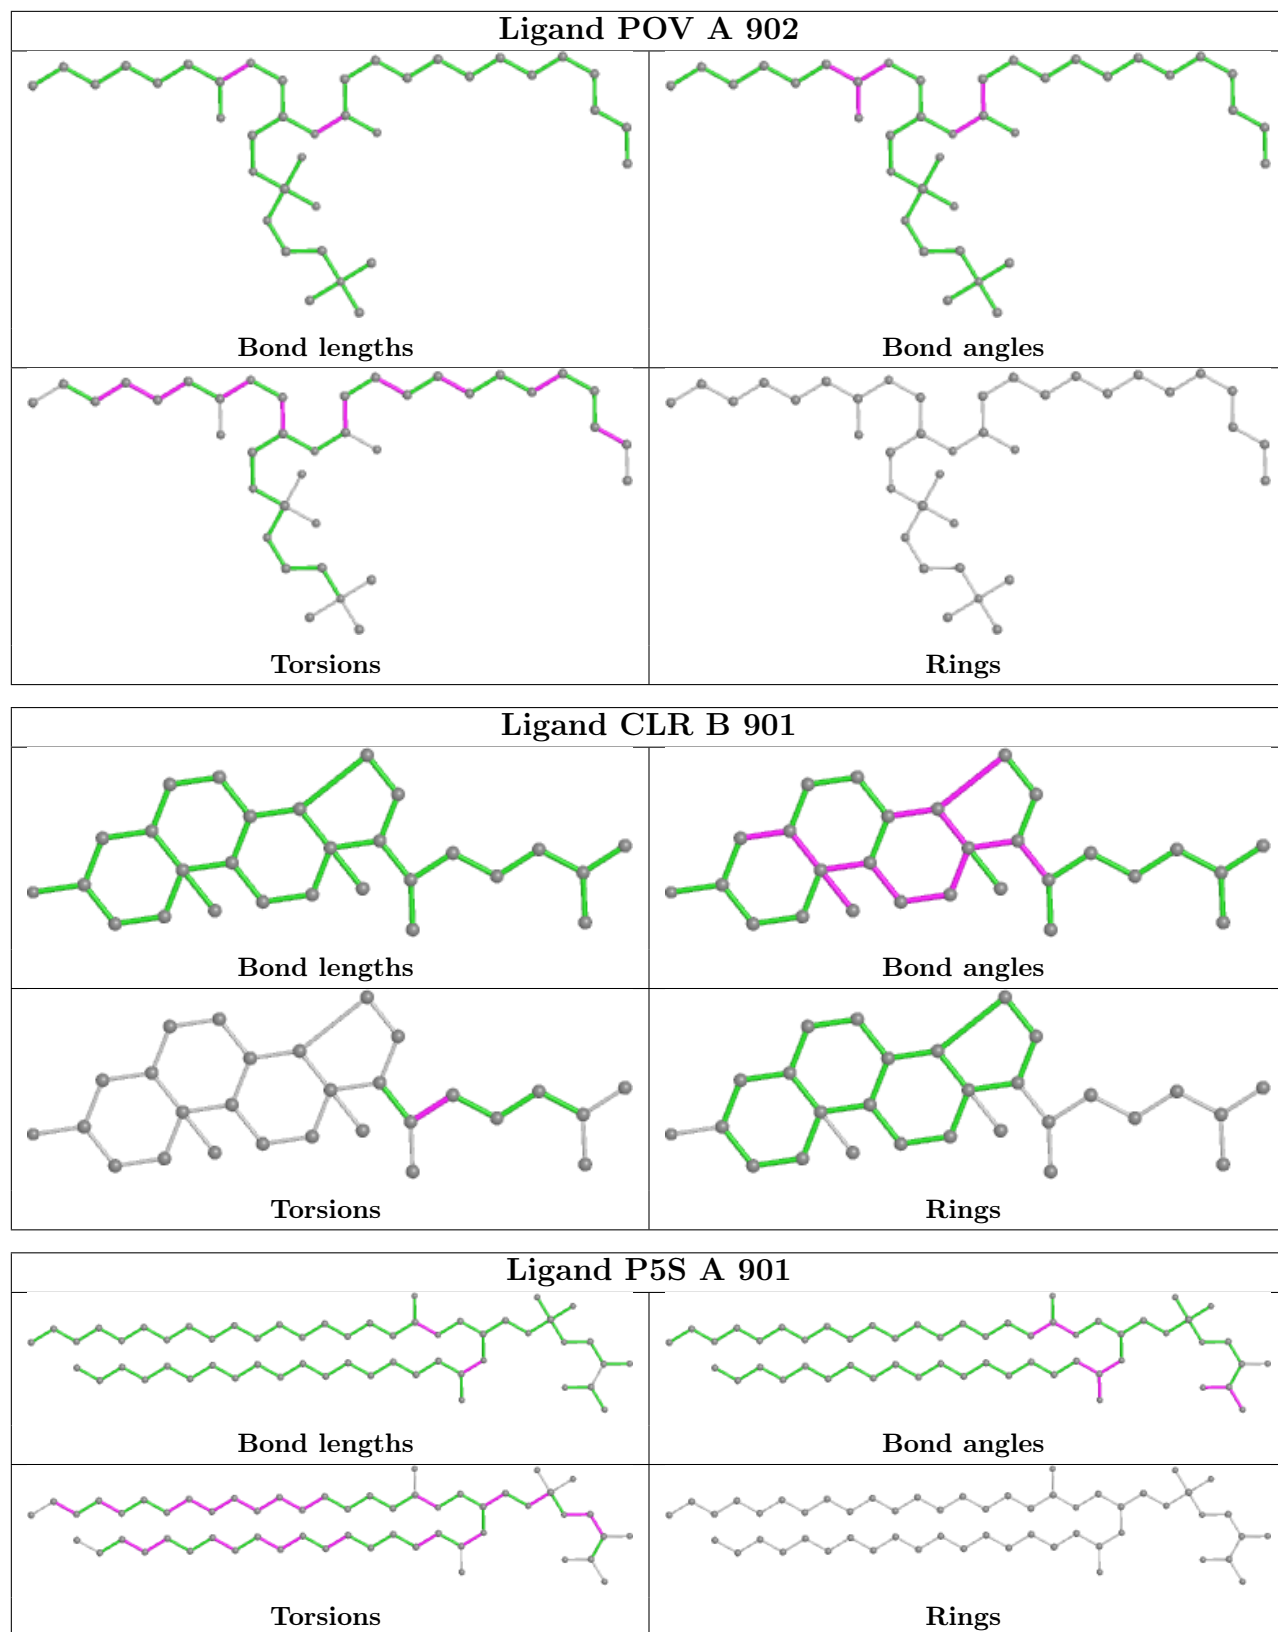 Ligand POV A 902
Bond lengths
Bond angles
Torsions
Rings
Ligand CLR B 901
Bond lengths
Bond angles
Torsions
Rings
Ligand P5S A 901
Bond lengths
Bond angles
Torsions
Rings